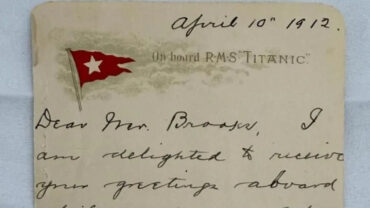 April 10th 1912.
On board R·M·S "TITANIC".
Dear Mr. Brooks, I
am delighted to receive
your greetings aboard